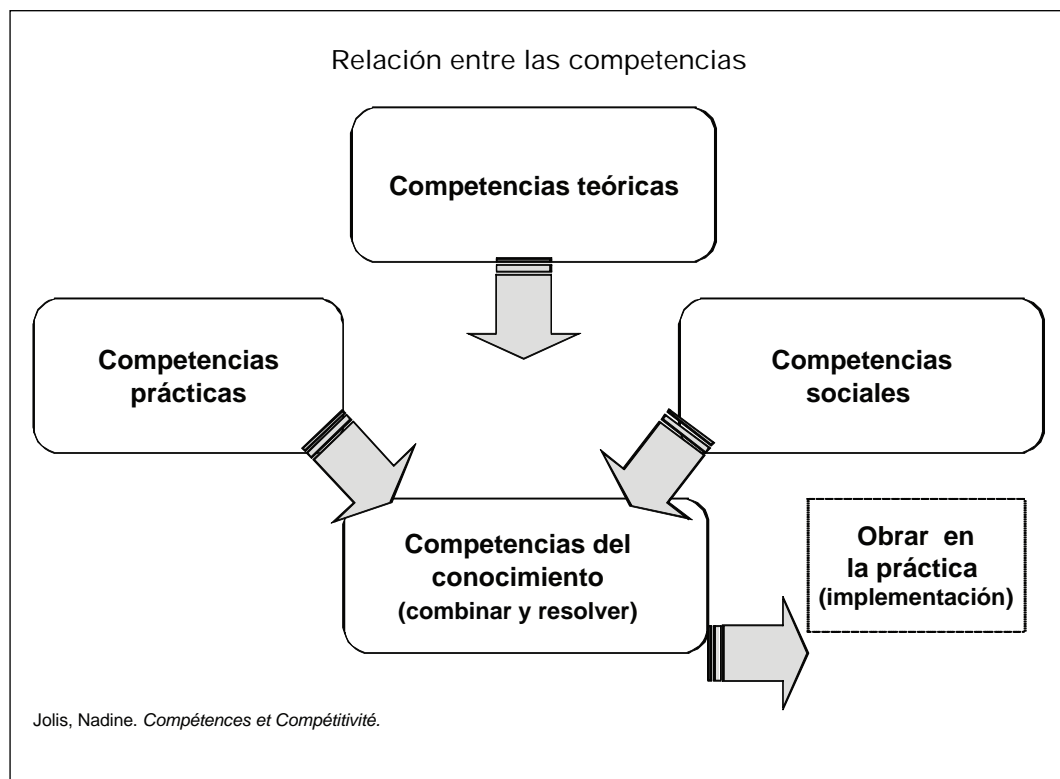 Relación entre las competencias
Competencias teóricas
Competencias
prácticas
Competencias
sociales
Competencias del
conocimiento
(combinar y resolver)
Obrar en
la práctica
(implementación)
Jolis, Nadine. Compétences et Compétitivité.